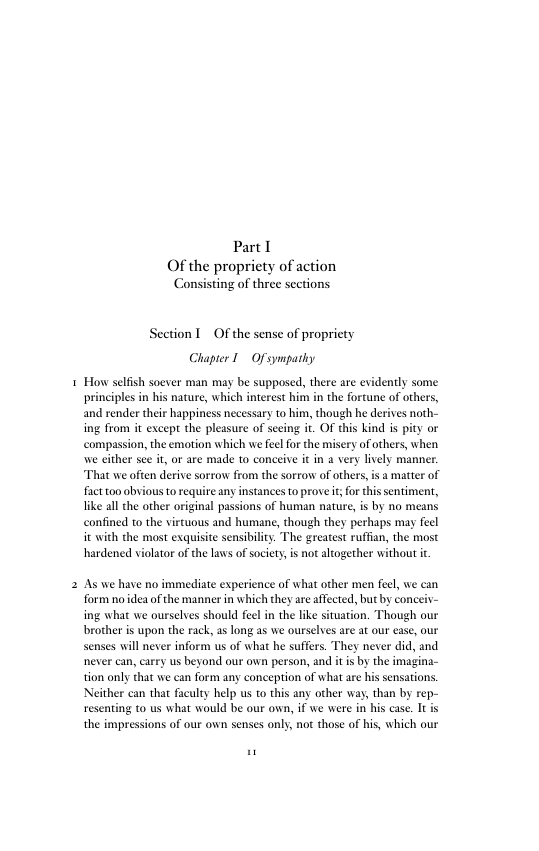 Part I
Of the propriety of action
Consisting of three sections
Section I Of the sense of propriety
Chapter I Of sympathy
1 How selfish soever man may be supposed, there are evidently some
principles in his nature, which interest him in the fortune of others,
and render their happiness necessary to him, though he derives noth-
ing from it except the pleasure of seeing it. Of this kind is pity or
compassion, the emotion which we feel for the misery of others, when
we either see it, or are made to conceive it in a very lively manner.
That we often derive sorrow from the sorrow of others, is a matter of
fact too obvious to require any instances to prove it; for this sentiment,
like all the other original passions of human nature, is by no means
confined to the virtuous and humane, though they perhaps may feel
it with the most exquisite sensibility. The greatest ruffian, the most
hardened violator of the laws of society, is not altogether without it.
2 As we have no immediate experience of what other men feel, we can
form no idea of the manner in which they are affected, but by conceiv-
ing what we ourselves should feel in the like situation. Though our
brother is upon the rack, as long as we ourselves are at our ease, our
senses will never inform us of what he suffers. They never did, and
never can, carry us beyond our own person, and it is by the imagina-
tion only that we can form any conception of what are his sensations.
Neither can that faculty help us to this any other way, than by rep-
resenting to us what would be our own, if we were in his case. It is
the impressions of our own senses only, not those of his, which our
11